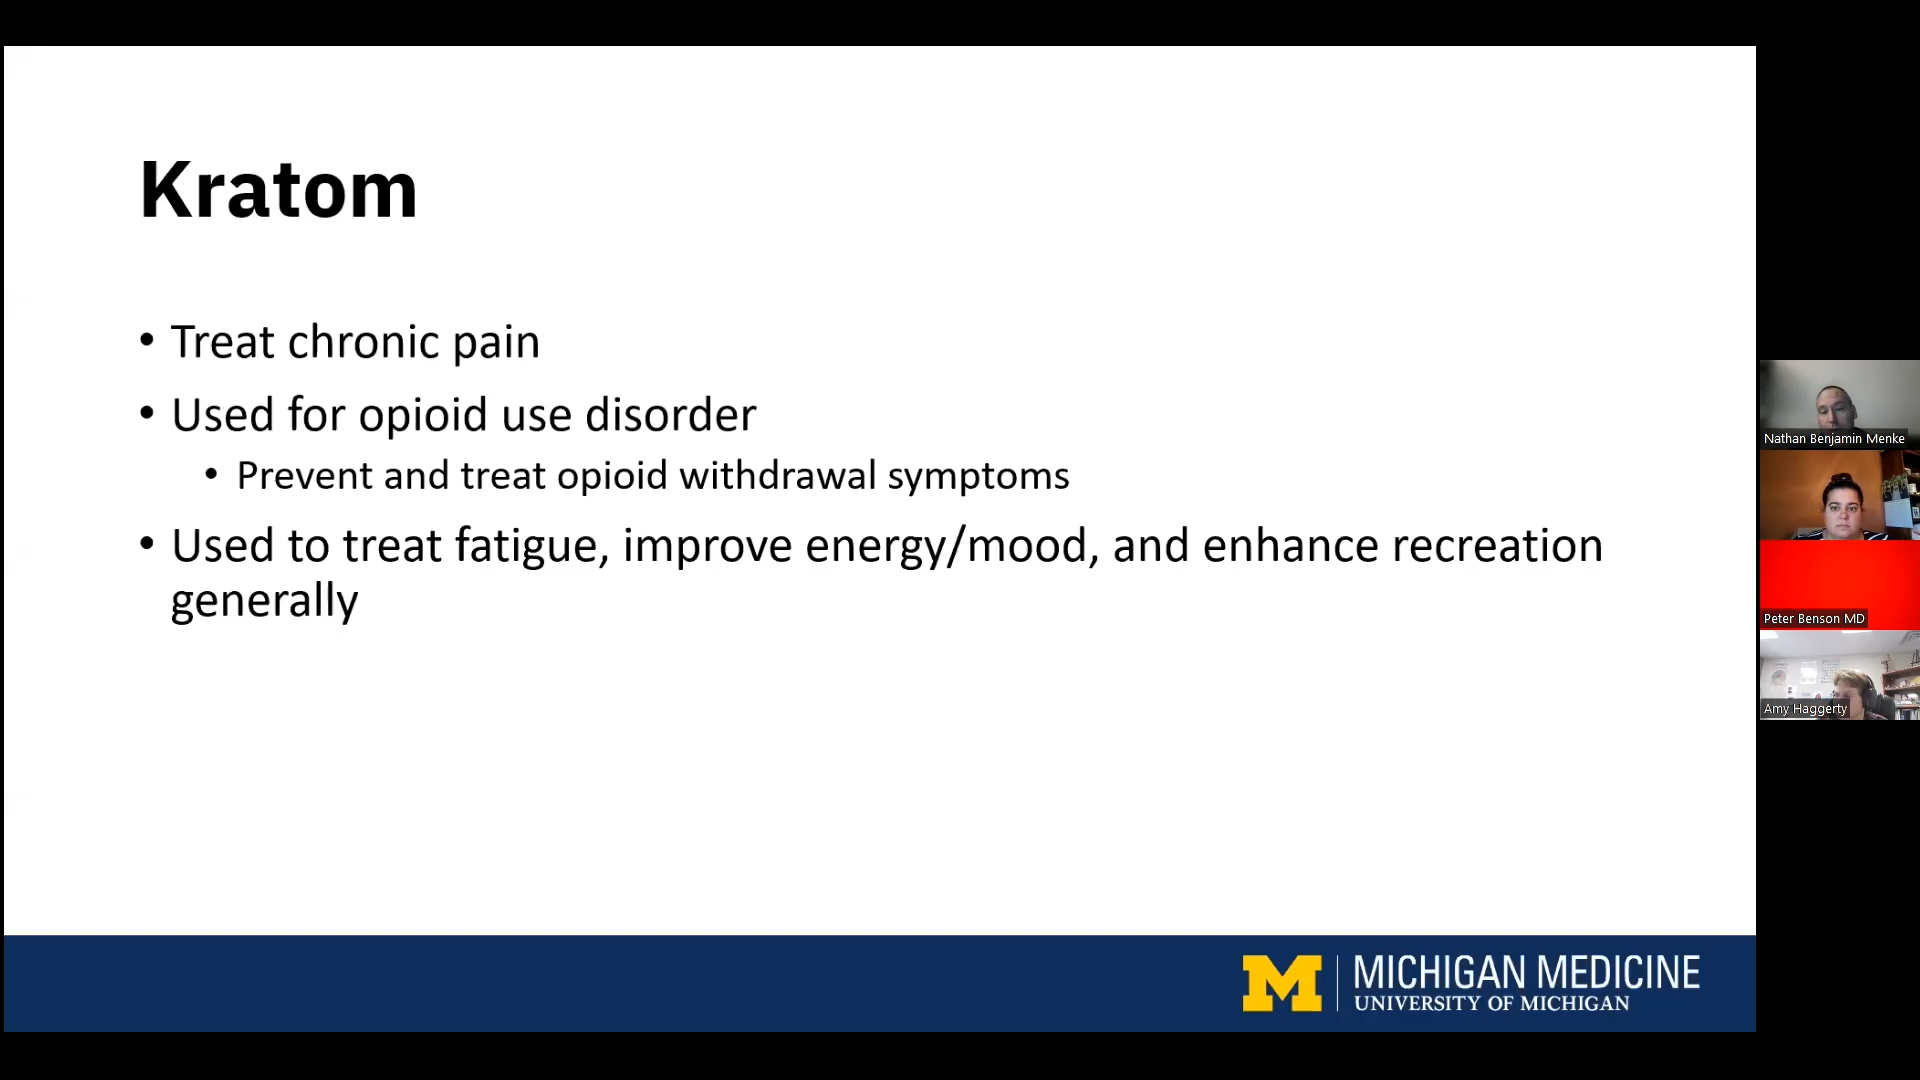 Kratom
• Treat chronic pain
• Used for opioid use disorder
• Prevent and treat opioid withdrawal symptoms
• Used to treat fatigue, improve energy/mood, and enhance recreation
generally
M
MICHIGAN MEDICINE
UNIVERSITY OF MICHIGAN
Nathan Benjamin Menke
Peter Benson MD
Amy Haggerty